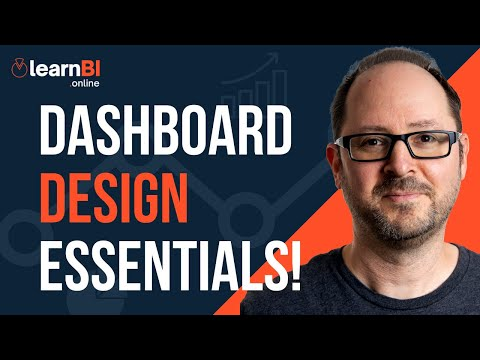 learnBI
.online
DASHBOARD
DESIGN
ESSENTIALS!